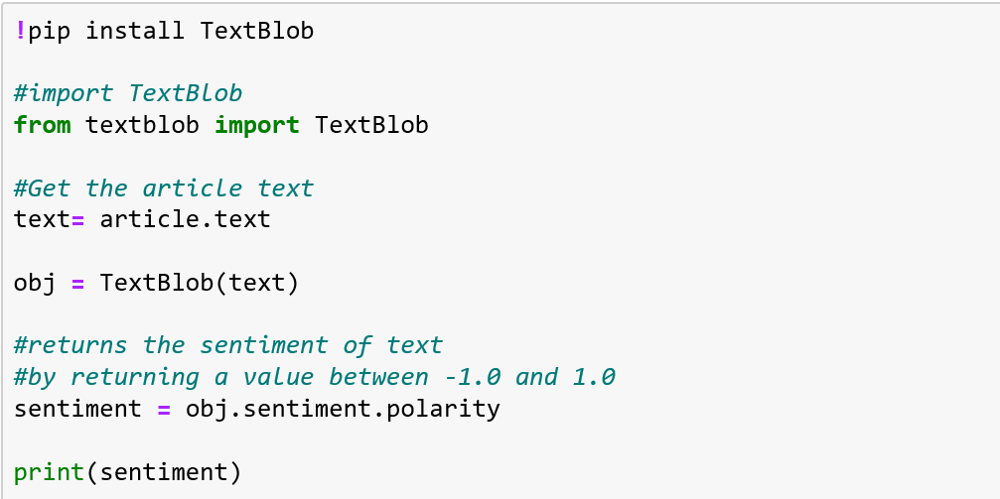 !pip install TextBlob
#import TextBlob
from textblob import TextBlob
#Get the article text
text= article.text
obj = TextBlob(text)
#returns the sentiment of text
#by returning a value between -1.0 and 1.0
sentiment = obj.sentiment.polarity
print(sentiment)